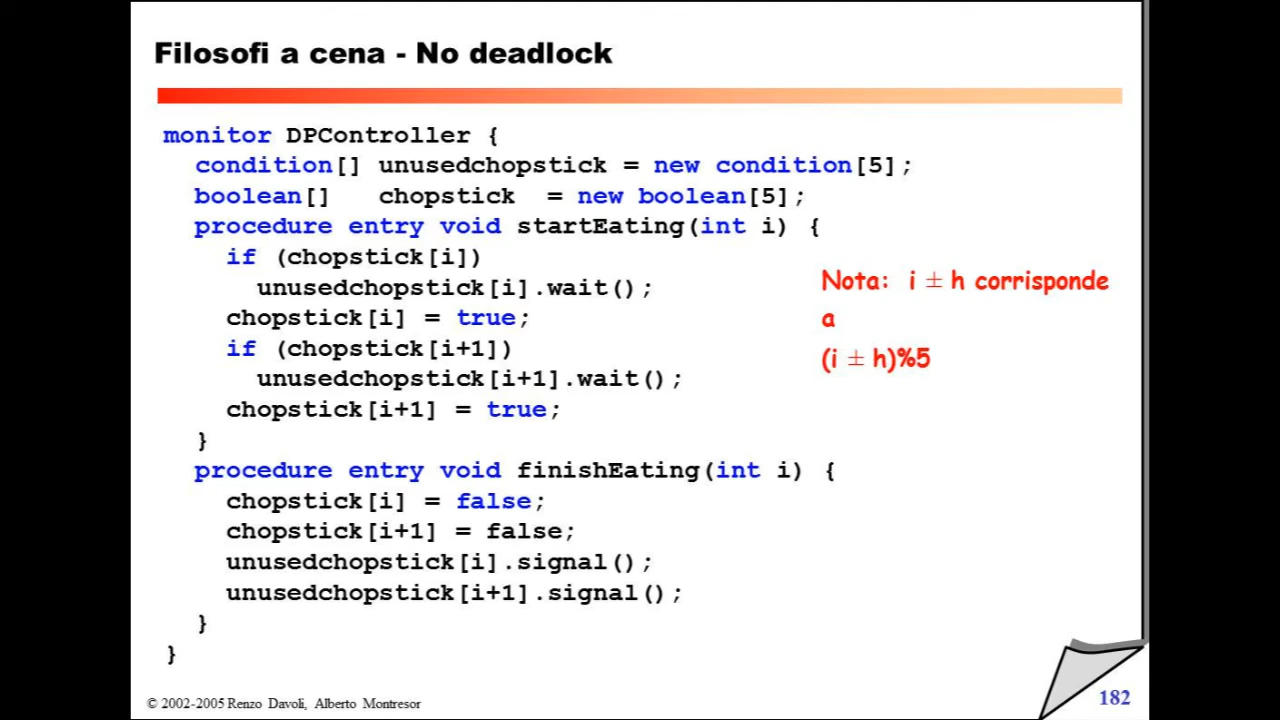 Filosofi a cena - No deadlock
monitor DPController {
condition[] unusedchopstick = new condition[5];
boolean[] chopstick = new boolean[5];
procedure entry void startEating(int i) {
if (chopstick[i])
unusedchopstick[i].wait();
chopstick[i] = true;
if (chopstick[i+1])
unusedchopstick[i+1].wait();
chopstick[i+1] = true;
}
procedure entry void finishEating(int i) {
chopstick[i] = false;
chopstick[i+1] = false;
unusedchopstick[i].signal();
unusedchopstick[i+1].signal();
}
}
Nota: i ± h corrisponde
a
(i ± h)%5
© 2002-2005 Renzo Davoli, Alberto Montresor
182